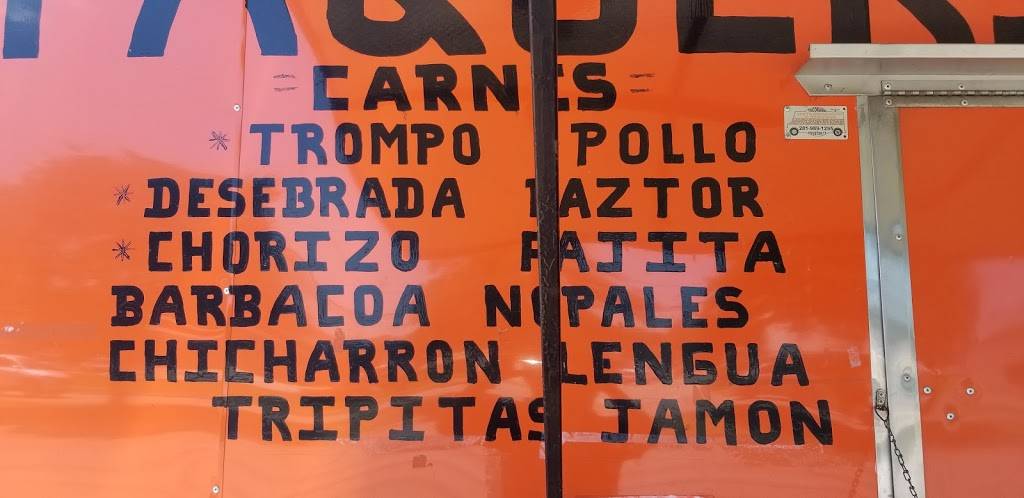 CARNES
* TROMPO POLLO
* DESEBRADA PAZTOR
* CHORIZO FAJITA
BARBACOA NOPALES
CHICHARRON LENGUA
TRIPITAS JAMON